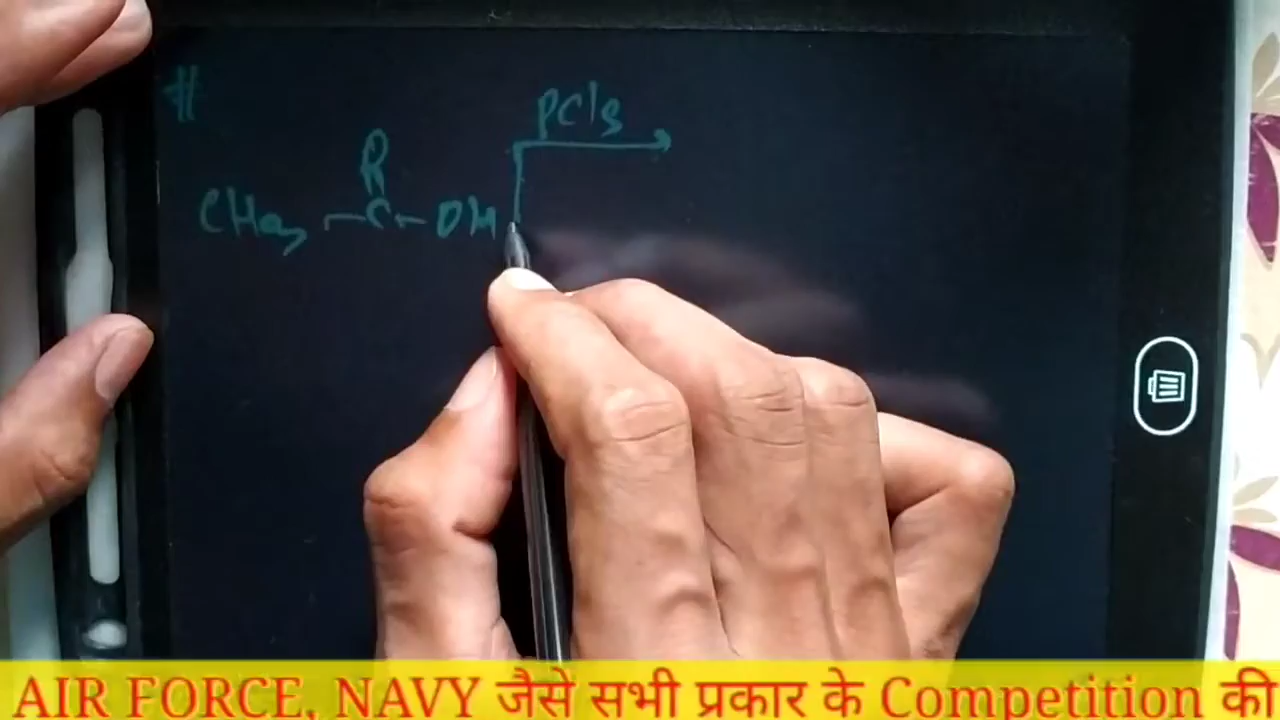 #
PCl5
O
CH3 - C - OH
AIR FORCE, NAVY जैसे सभी प्रकार के Competition की